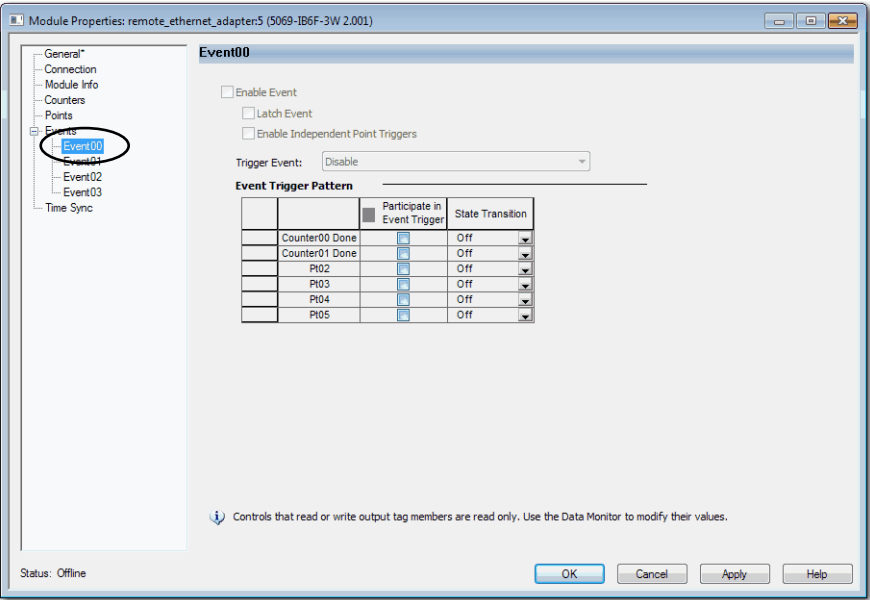 Module Properties: remote_ethernet_adapter:5 (5069-IB6F-3W 2.001)
General*
Connection
Module Info
Counters
Points
Events
Event00
Event01
Event02
Event03
Time Sync
Event00
Enable Event
Latch Event
Enable Independent Point Triggers
Trigger Event: Disable
Event Trigger Pattern
Participate in
Event Trigger
State Transition
Counter00 Done Off
Counter01 Done Off
Pt02 Off
Pt03 Off
Pt04 Off
Pt05 Off
Controls that read or write output tag members are read only. Use the Data Monitor to modify their values.
Status: Offline
OK Cancel Apply Help